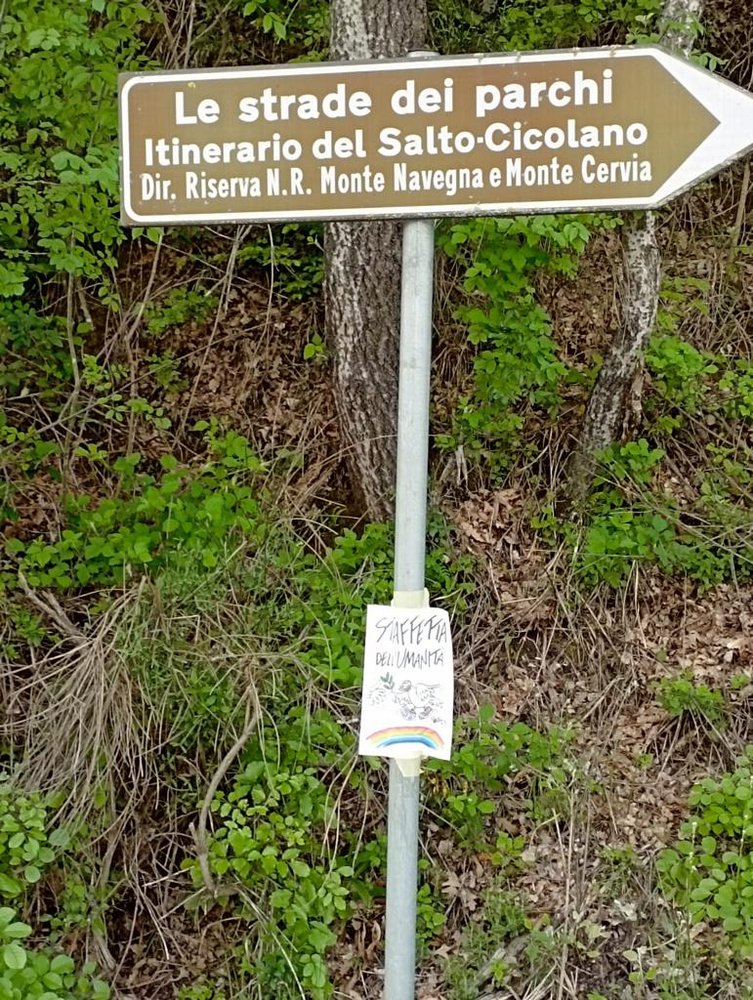 Le strade dei parchi
Itinerario del Salto-Cicolano
Dir. Riserva N.R. Monte Navegna e Monte Cervia
STAFFETTA
DELL'UMANITÀ